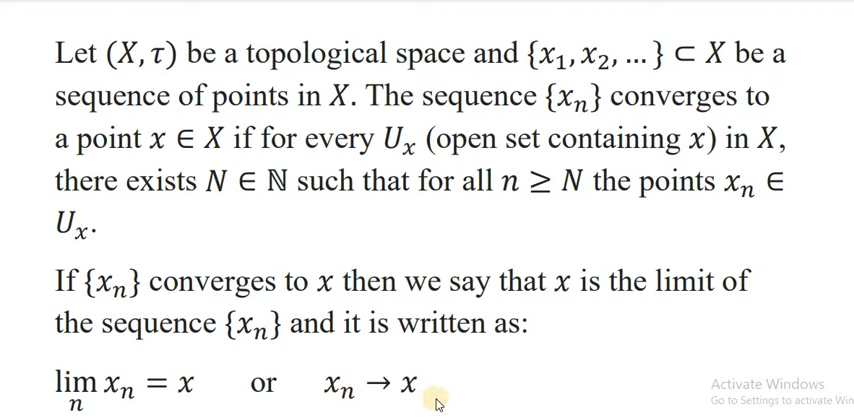 Let (X, τ) be a topological space and {x₁, x₂, … } ⊂ X be a
sequence of points in X. The sequence {xₙ} converges to
a point x ∈ X if for every Uₓ (open set containing x) in X,
there exists N ∈ ℕ such that for all n ≥ N the points xₙ ∈
Uₓ.
If {xₙ} converges to x then we say that x is the limit of
the sequence {xₙ} and it is written as:
lim xₙ = x or xₙ → x
n
Activate Windows
Go to Settings to activate Win